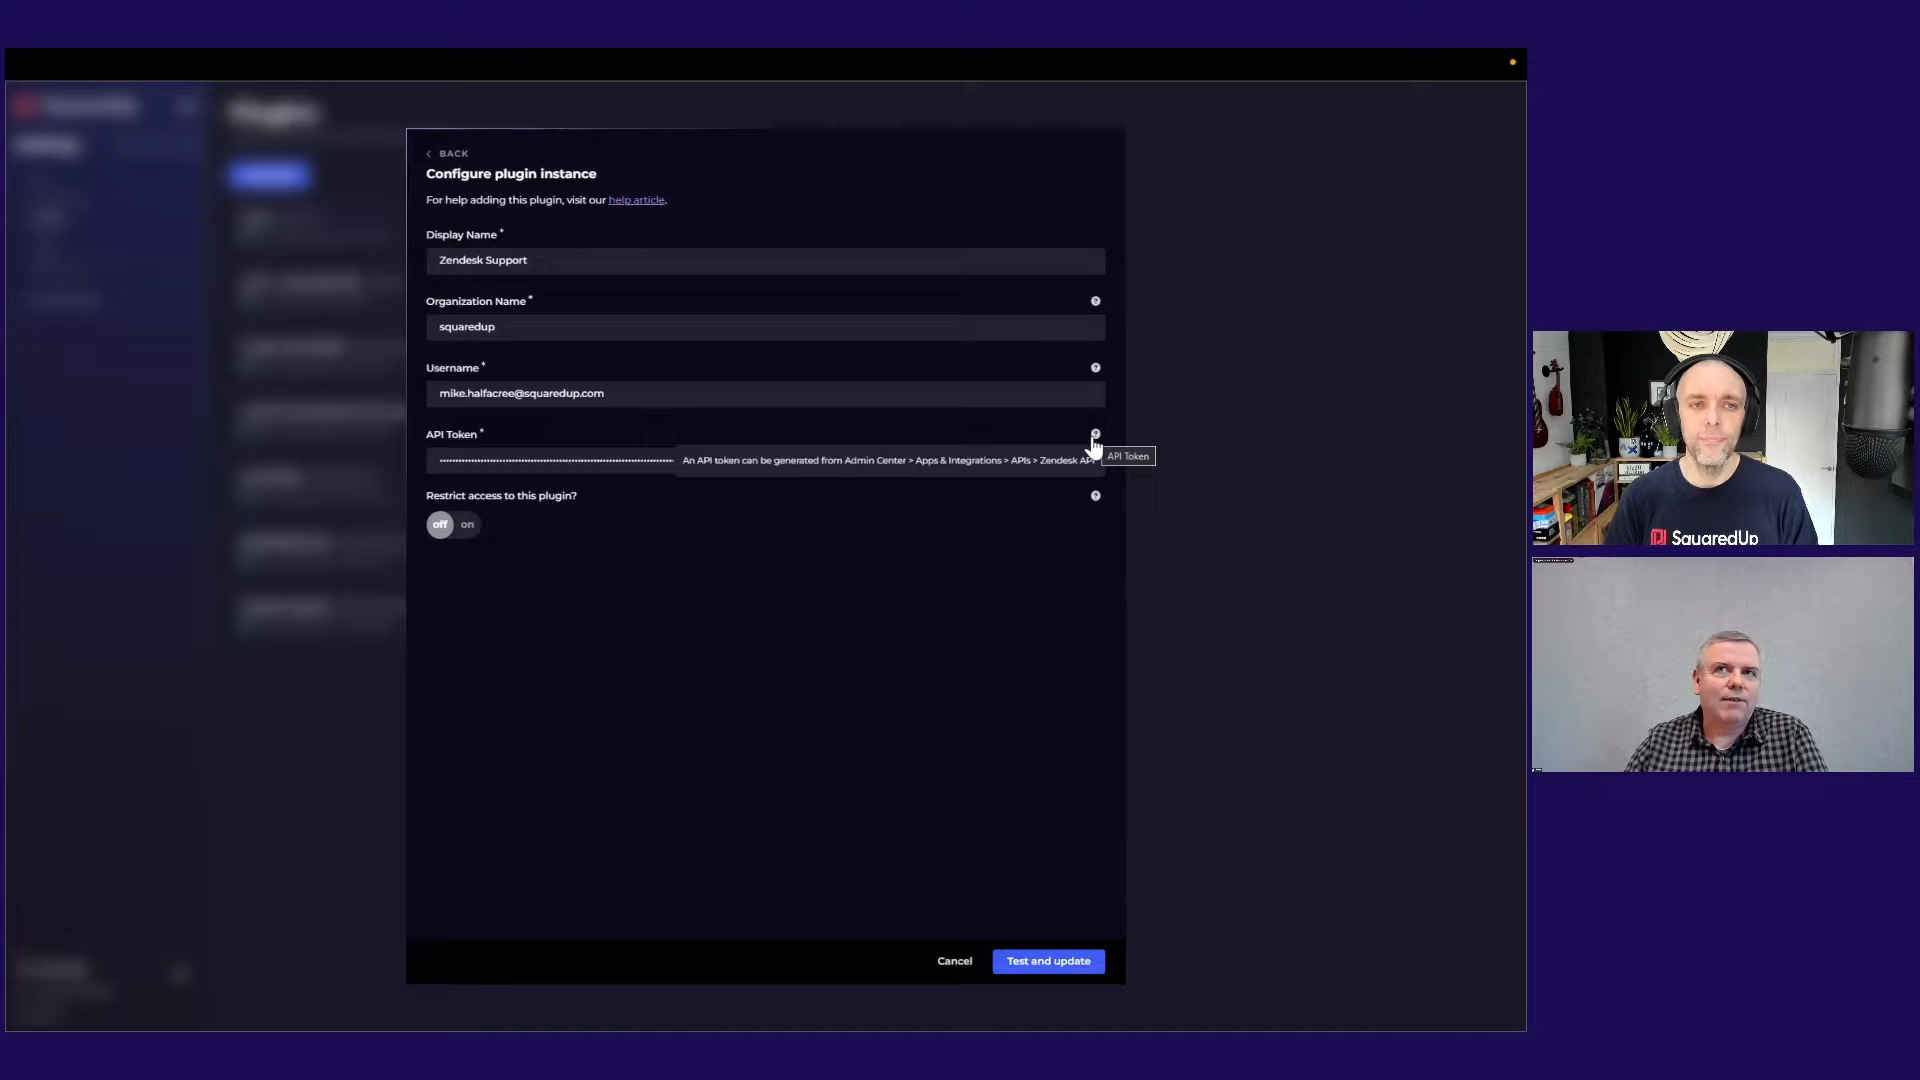 BACK
Configure plugin instance
For help adding this plugin, visit our help article.
Display Name *
Zendesk Support
Organization Name *
squaredup
Username *
mike.halfacree@squaredup.com
API Token *
An API token can be generated from Admin Center > Apps & Integrations > APIs > Zendesk API
API Token
Restrict access to this plugin?
off on
Cancel
Test and update
SquaredUp